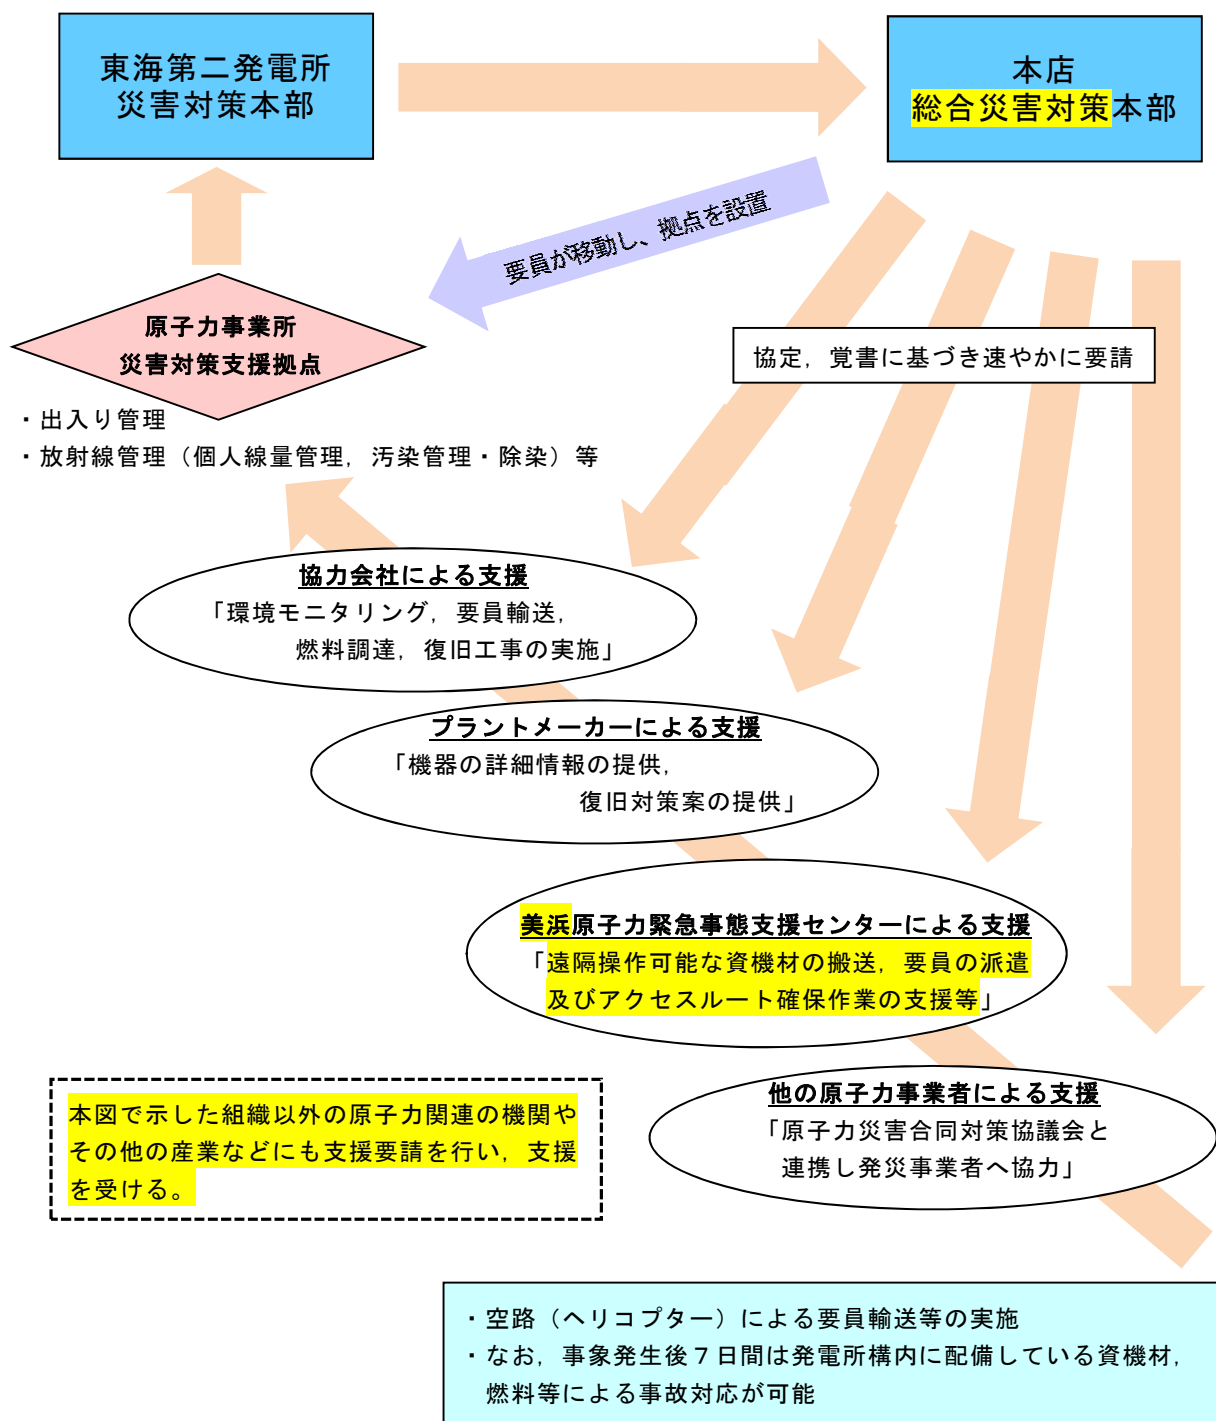 東海第二発電所
災害対策本部
本店
総合災害対策本部
要員が移動し、拠点を設置
原子力事業所
災害対策支援拠点
協定，覚書に基づき速やかに要請
・出入り管理
・放射線管理（個人線量管理，汚染管理・除染）等
協力会社による支援
「環境モニタリング，要員輸送，
燃料調達，復旧工事の実施」
プラントメーカーによる支援
「機器の詳細情報の提供，
復旧対策案の提供」
美浜原子力緊急事態支援センターによる支援
「遠隔操作可能な資機材の搬送，要員の派遣
及びアクセスルート確保作業の支援等」
他の原子力事業者による支援
「原子力災害合同対策協議会と
連携し発災事業者へ協力」
本図で示した組織以外の原子力関連の機関や
その他の産業などにも支援要請を行い，支援
を受ける。
・空路（ヘリコプター）による要員輸送等の実施
・なお，事象発生後７日間は発電所構内に配備している資機材，
燃料等による事故対応が可能